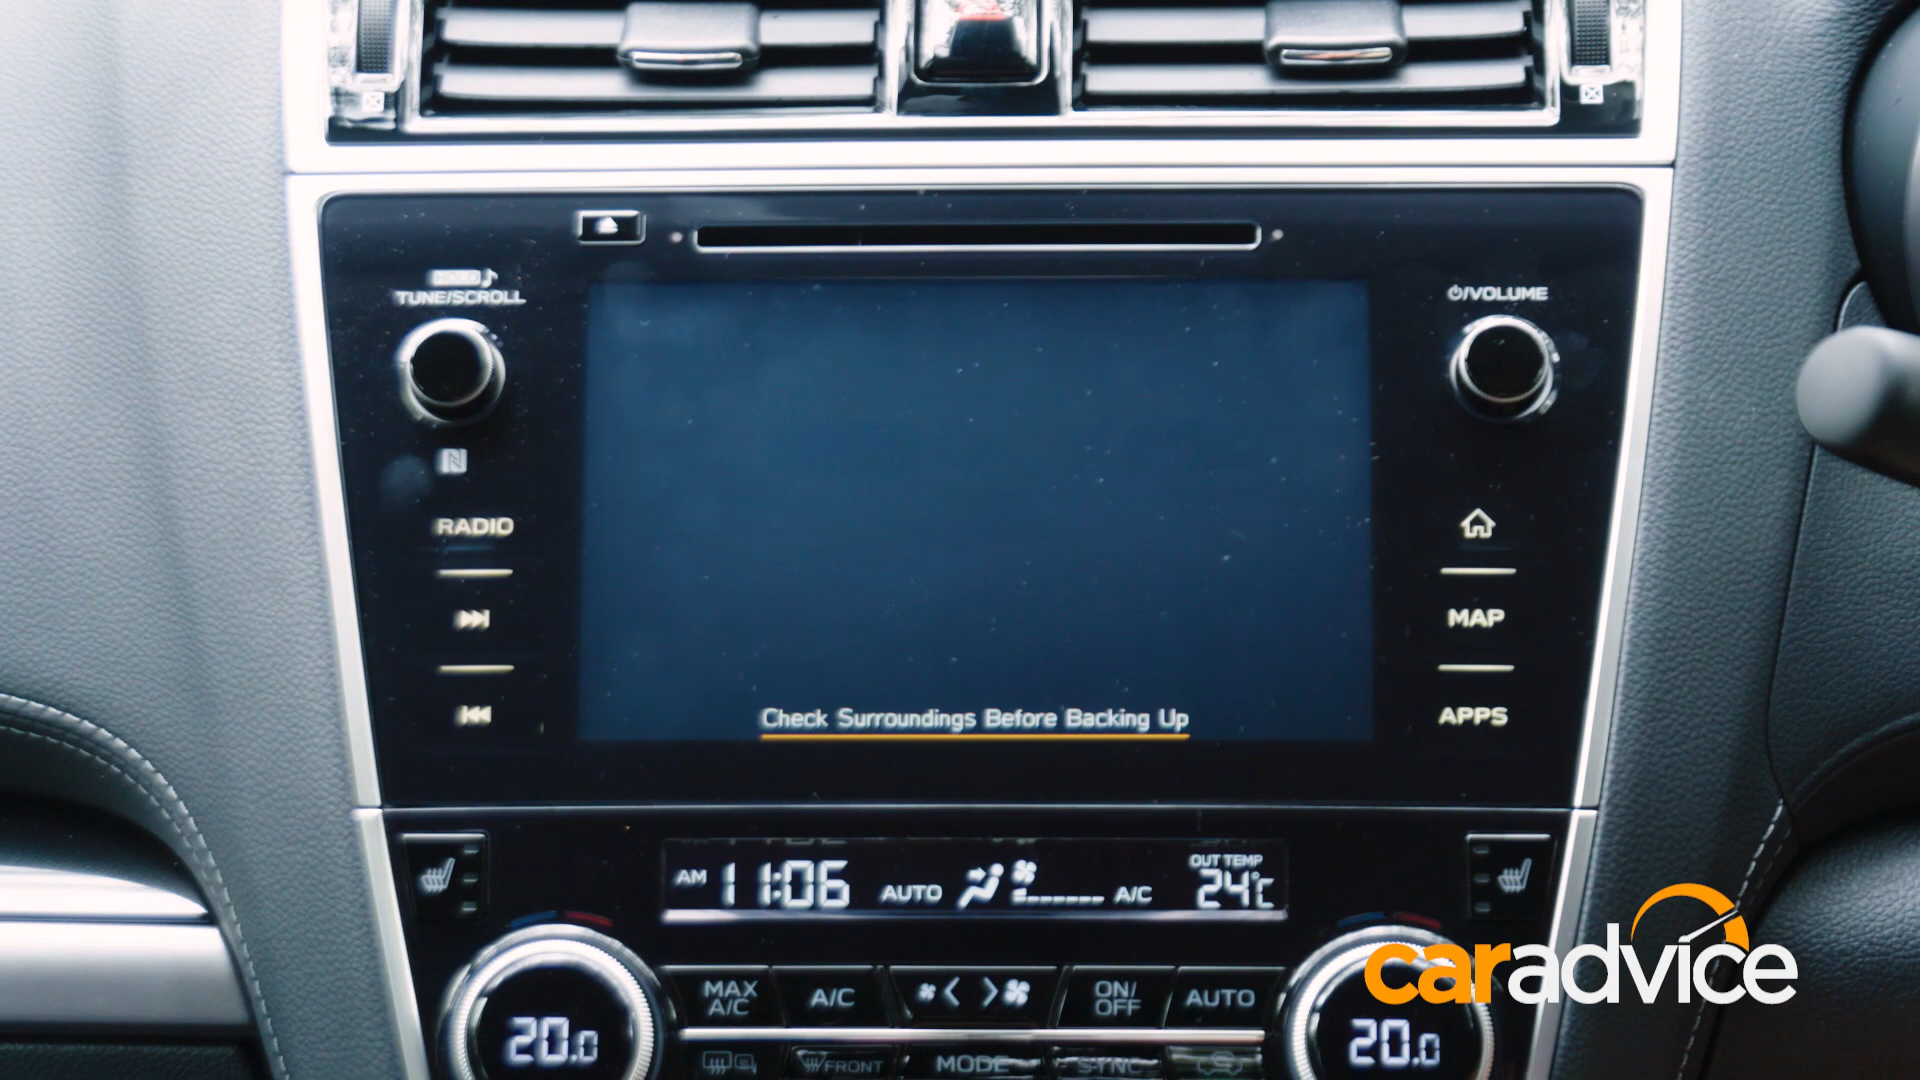 TUNE/SCROLL
⏻/VOLUME
N
RADIO
MAP
APPS
Check Surroundings Before Backing Up
AM 11:06 AUTO A/C OUT TEMP 24°C
MAX A/C
A/C
ON/OFF
AUTO
20.0
20.0
FRONT
MODE
SYNC
caradvice